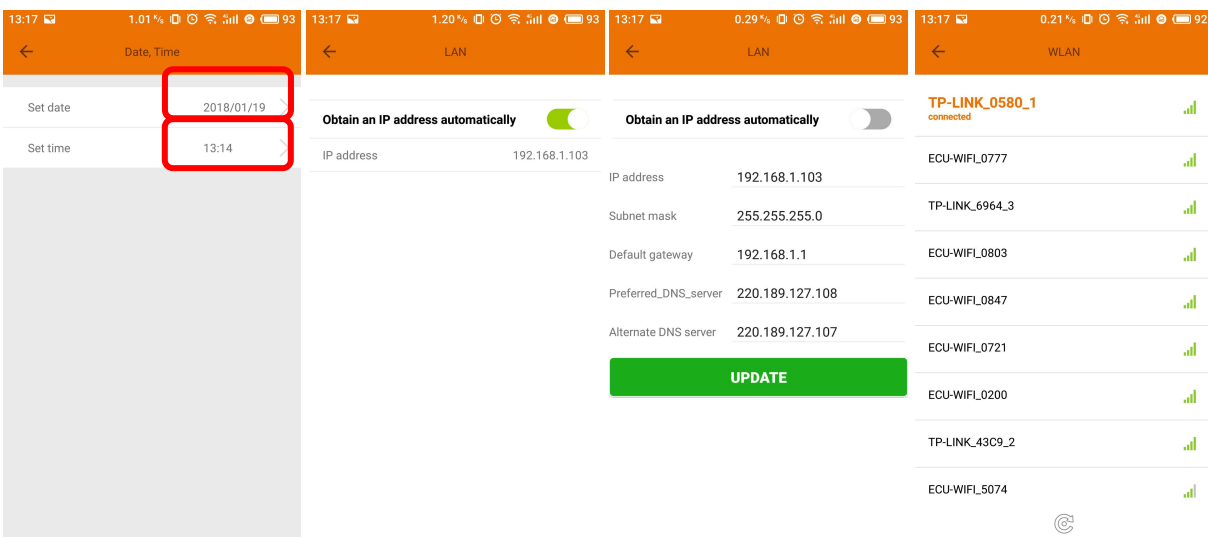 13:17 1.01 K/s 93
Date, Time
Set date 2018/01/19
Set time 13:14
13:17 1.20 K/s 93
LAN
Obtain an IP address automatically
IP address 192.168.1.103
13:17 0.29 K/s 93
LAN
Obtain an IP address automatically
IP address 192.168.1.103
Subnet mask 255.255.255.0
Default gateway 192.168.1.1
Preferred_DNS_server 220.189.127.108
Alternate DNS server 220.189.127.107
UPDATE
13:17 0.21 K/s 92
WLAN
TP-LINK_0580_1
connected
ECU-WIFI_0777
TP-LINK_6964_3
ECU-WIFI_0803
ECU-WIFI_0847
ECU-WIFI_0721
ECU-WIFI_0200
TP-LINK_43C9_2
ECU-WIFI_5074